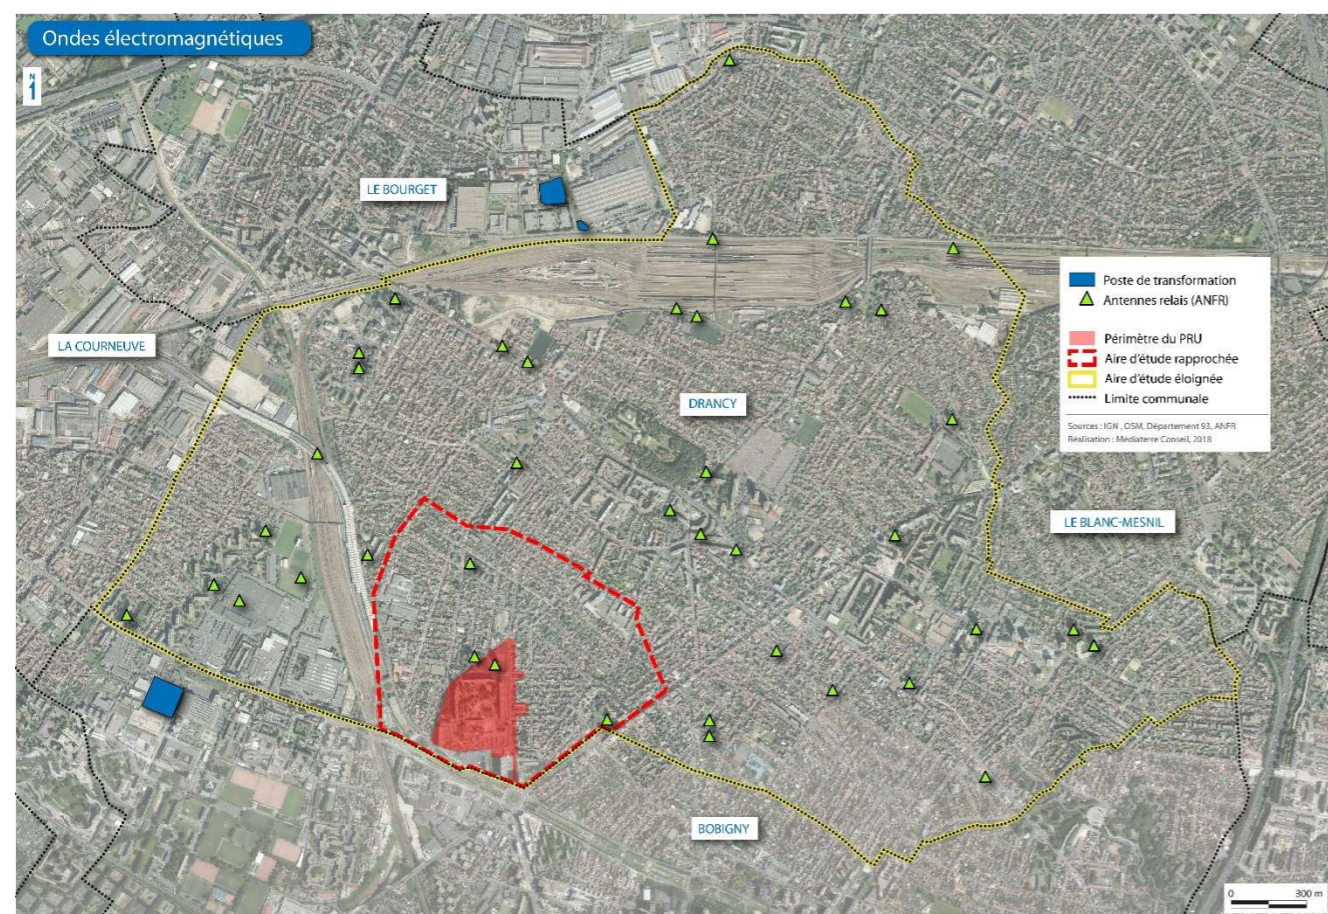 Ondes électromagnétiques
N
1
LE BOURGET
LA COURNEUVE
DRANCY
LE BLANC-MESNIL
BOBIGNY
Poste de transformation
Antennes relais (ANFR)
Périmètre du PRU
Aire d'étude rapprochée
Aire d'étude éloignée
Limite communale
Sources : IGN , OSM, Département 93, ANFR
Réalisation : Médiaterre Conseil, 2018
0 300 m